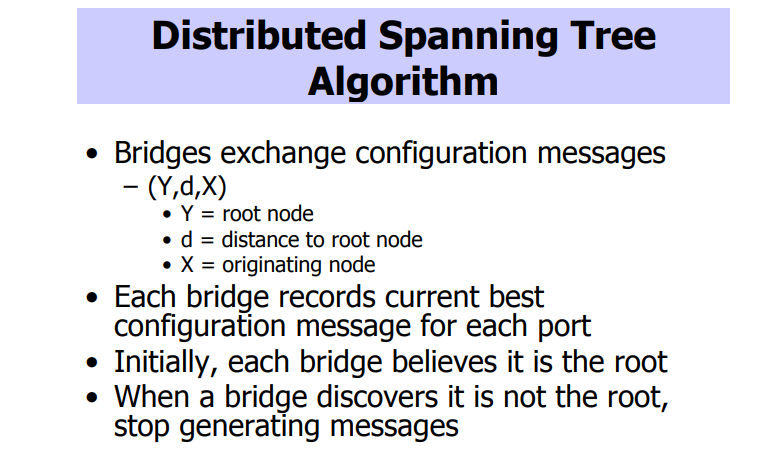 Distributed Spanning Tree
Algorithm
• Bridges exchange configuration messages
– (Y,d,X)
• Y = root node
• d = distance to root node
• X = originating node
• Each bridge records current best
configuration message for each port
• Initially, each bridge believes it is the root
• When a bridge discovers it is not the root,
stop generating messages